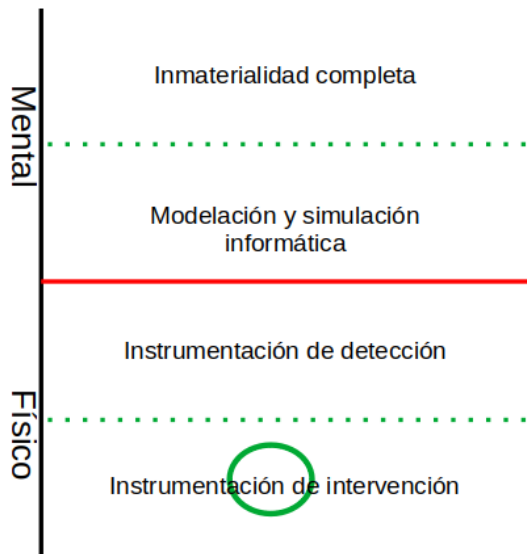 Mental
Inmaterialidad completa
Modelación y simulación
informática
Físico
Instrumentación de detección
Instrumentación de intervención